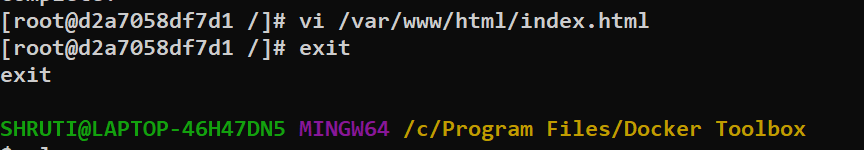 [root@d2a7058df7d1 /]# vi /var/www/html/index.html
[root@d2a7058df7d1 /]# exit
exit
SHRUTI@LAPTOP-46H47DN5 MINGW64 /c/Program Files/Docker Toolbox